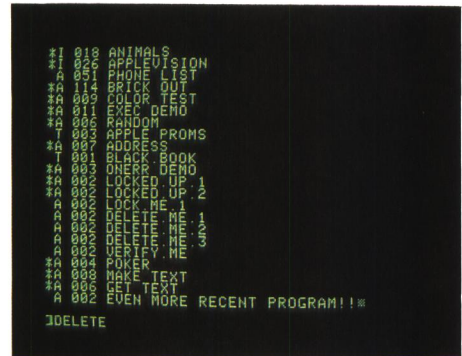 *I 018 ANIMALS
*I 026 APPLEVISION
A 051 PHONE LIST
*A 114 BRICK OUT
*A 009 COLOR TEST
*A 011 EXEC DEMO
*A 006 RANDOM
T 003 APPLE PROMS
*A 007 ADDRESS
T 001 BLACK.BOOK
*A 003 ONERR DEMO
*A 002 LOCKED.UP.1
*A 002 LOCKED.UP.2
A 002 LOCK.ME.1
A 002 DELETE.ME.1
A 002 DELETE.ME.2
A 002 DELETE.ME.3
A 002 VERIFY.ME
*A 004 POKER
*A 008 MAKE TEXT
*A 006 GET TEXT
A 002 EVEN MORE RECENT PROGRAM!!
]DELETE